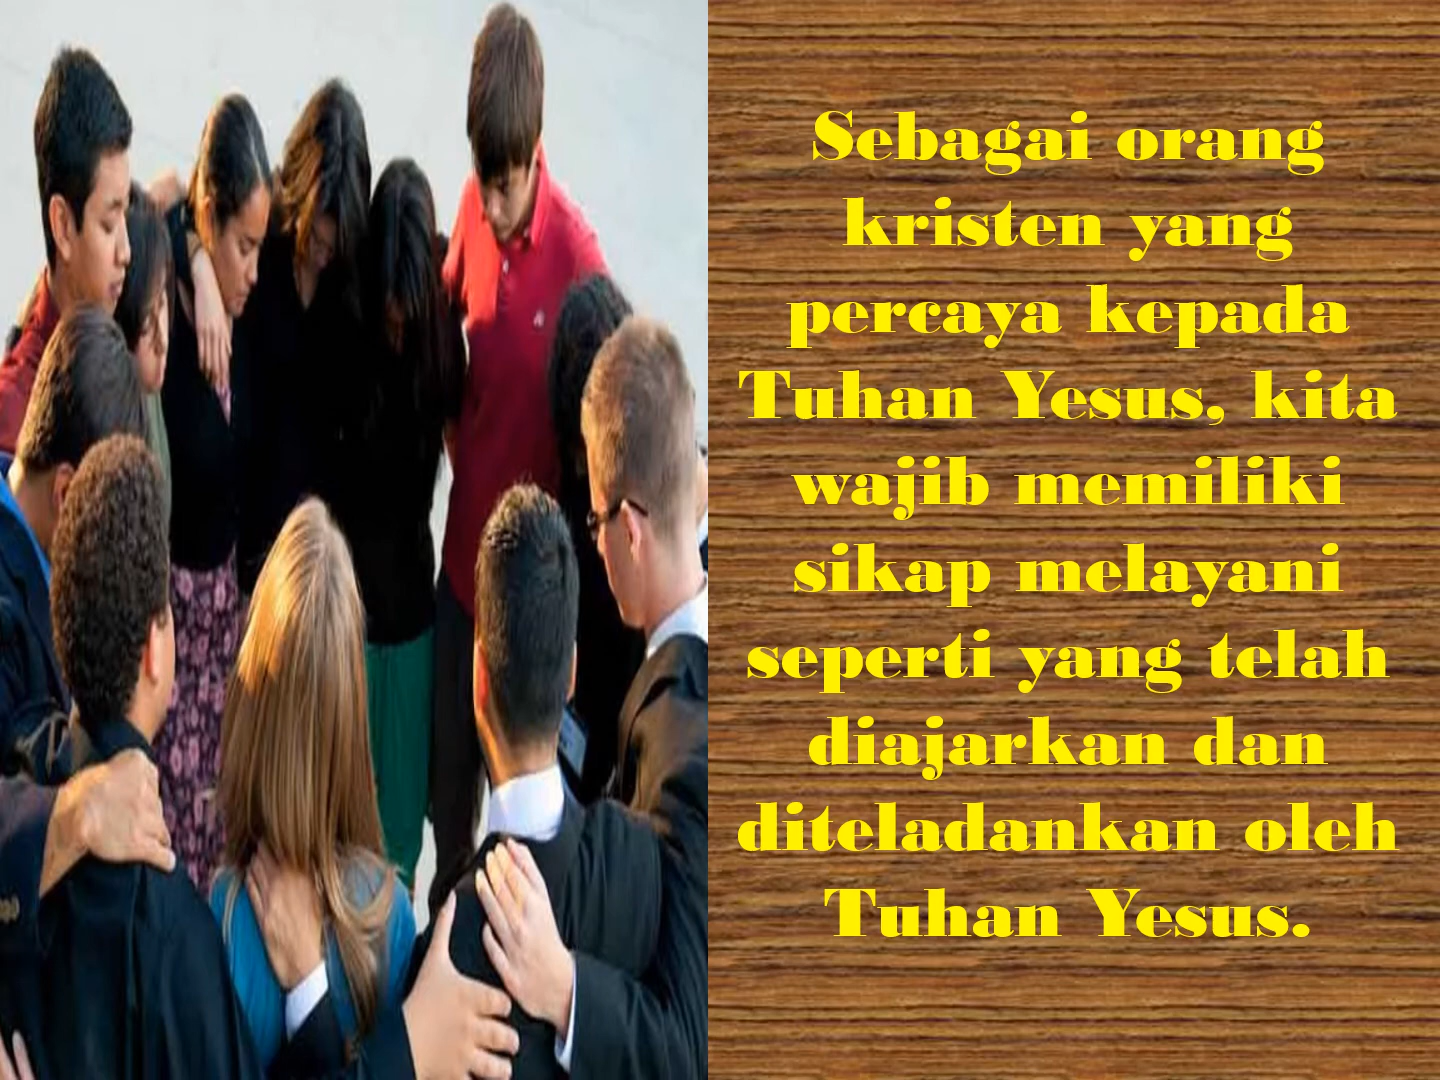 Sebagai orang
kristen yang
percaya kepada
Tuhan Yesus, kita
wajib memiliki
sikap melayani
seperti yang telah
diajarkan dan
diteladankan oleh
Tuhan Yesus.